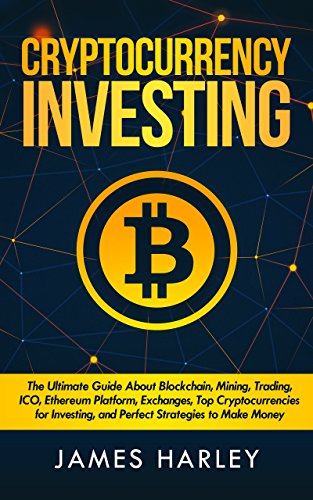 CRYPTOCURRENCY
INVESTING
The Ultimate Guide About Blockchain, Mining, Trading,
ICO, Ethereum Platform, Exchanges, Top Cryptocurrencies
for Investing, and Perfect Strategies to Make Money
JAMES HARLEY